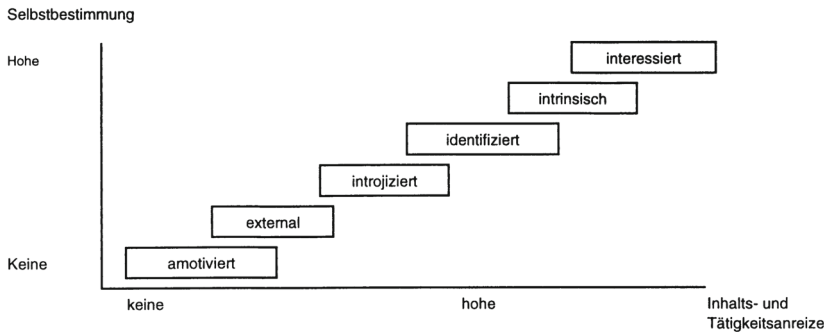 Selbstbestimmung
Hohe
interessiert
intrinsisch
identifiziert
introjiziert
external
Keine
amotiviert
keine
hohe
Inhalts- und
Tätigkeitsanreize